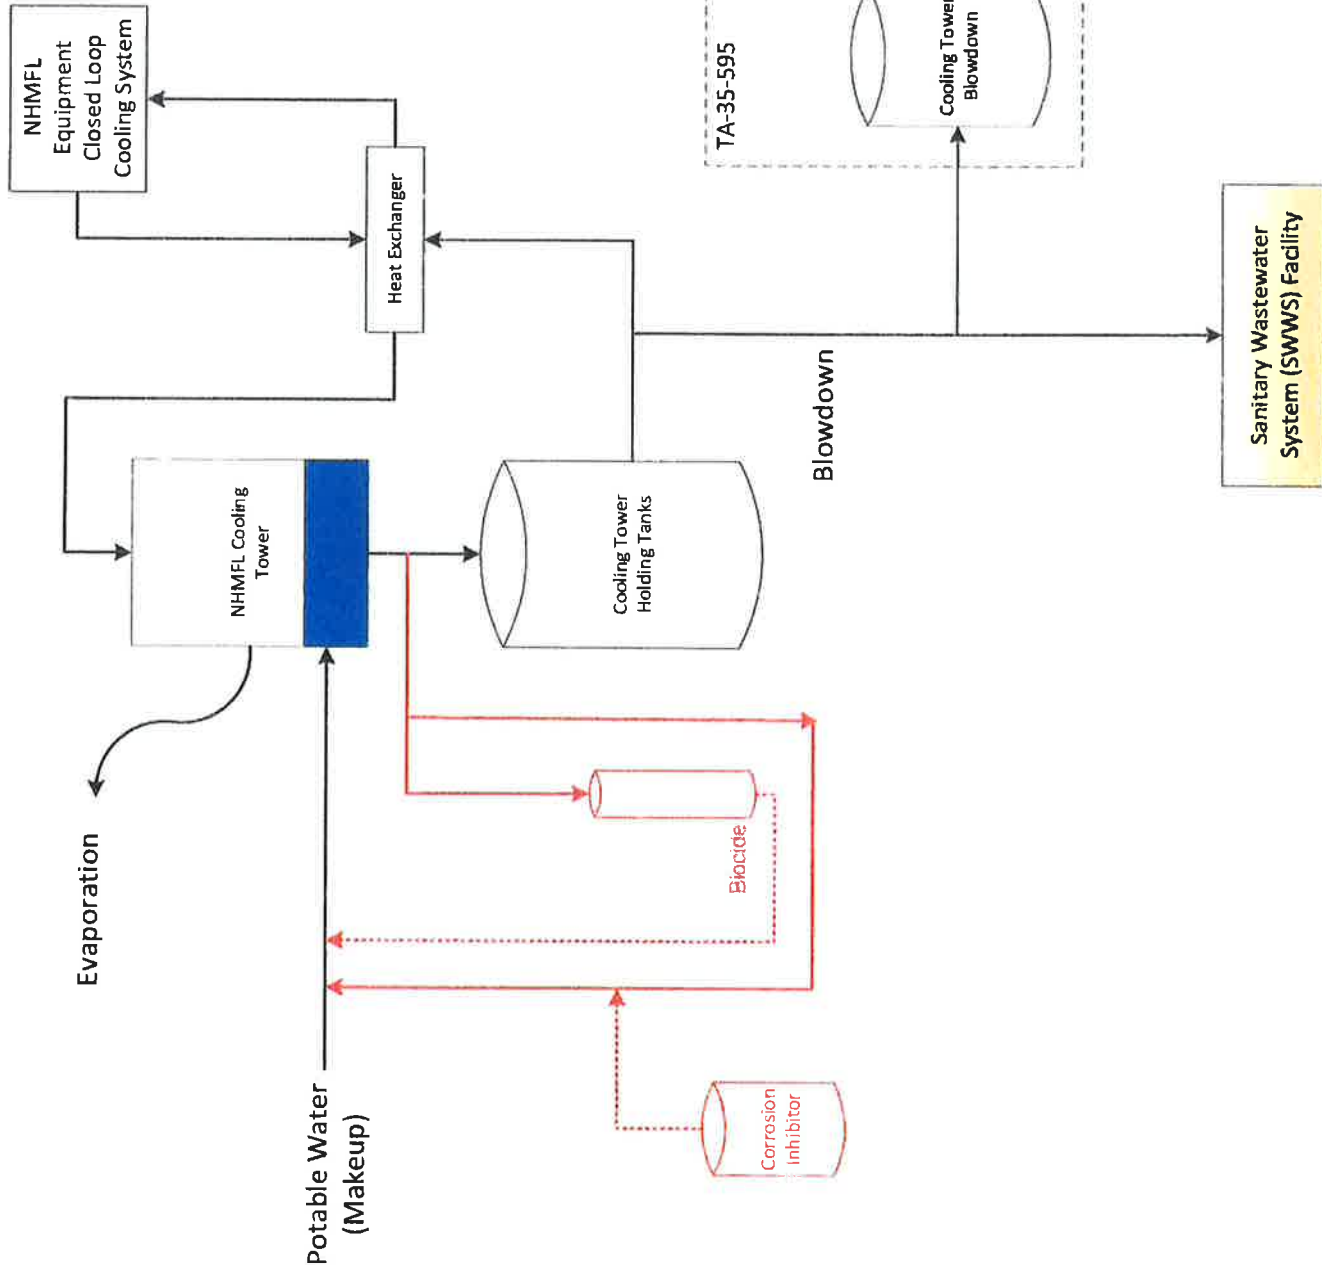 NHMFL
Equipment
Closed Loop
Cooling System
Heat Exchanger
NHMFL Cooling
Tower
Evaporation
Potable Water
(Makeup)
Cooling Tower
Holding Tanks
Biocide
Corrosion
Inhibitor
Blowdown
TA-35-595
Cooling Tower
Blowdown
Sanitary Wastewater
System (SWWS) Facility